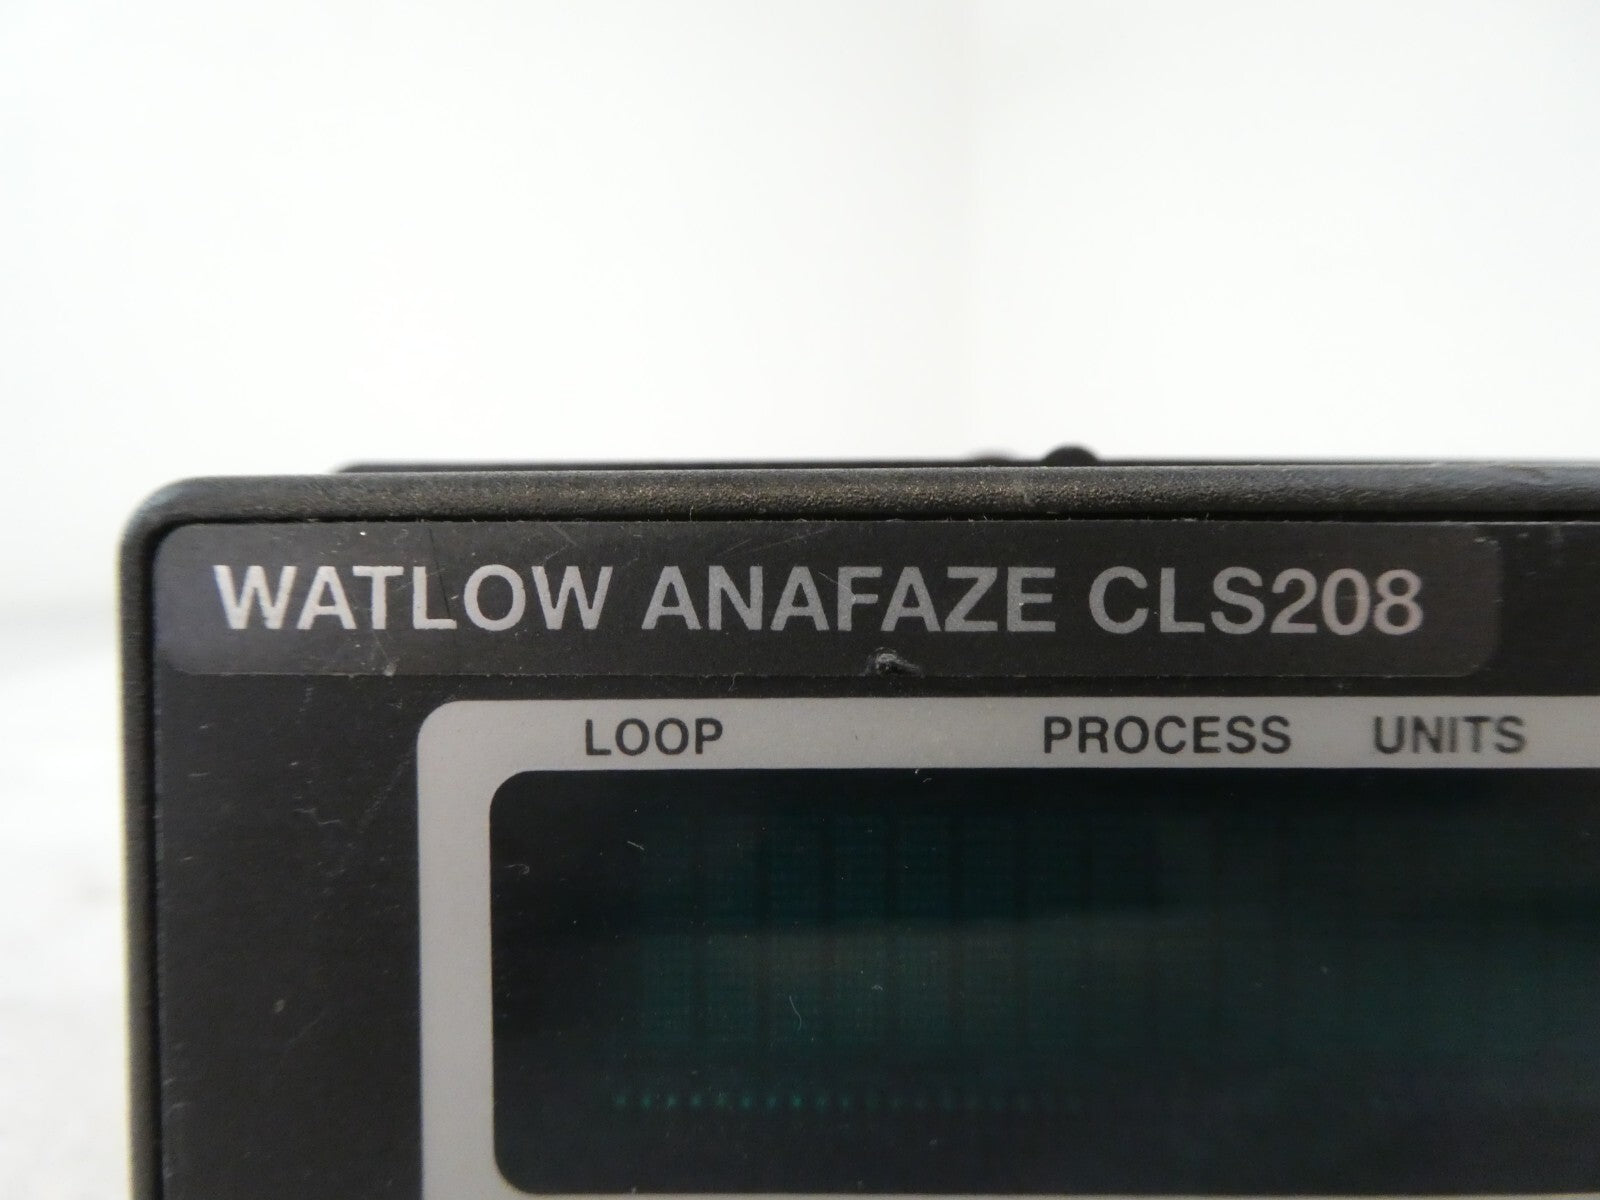 WATLOW ANAFAZE CLS208
LOOP PROCESS UNITS